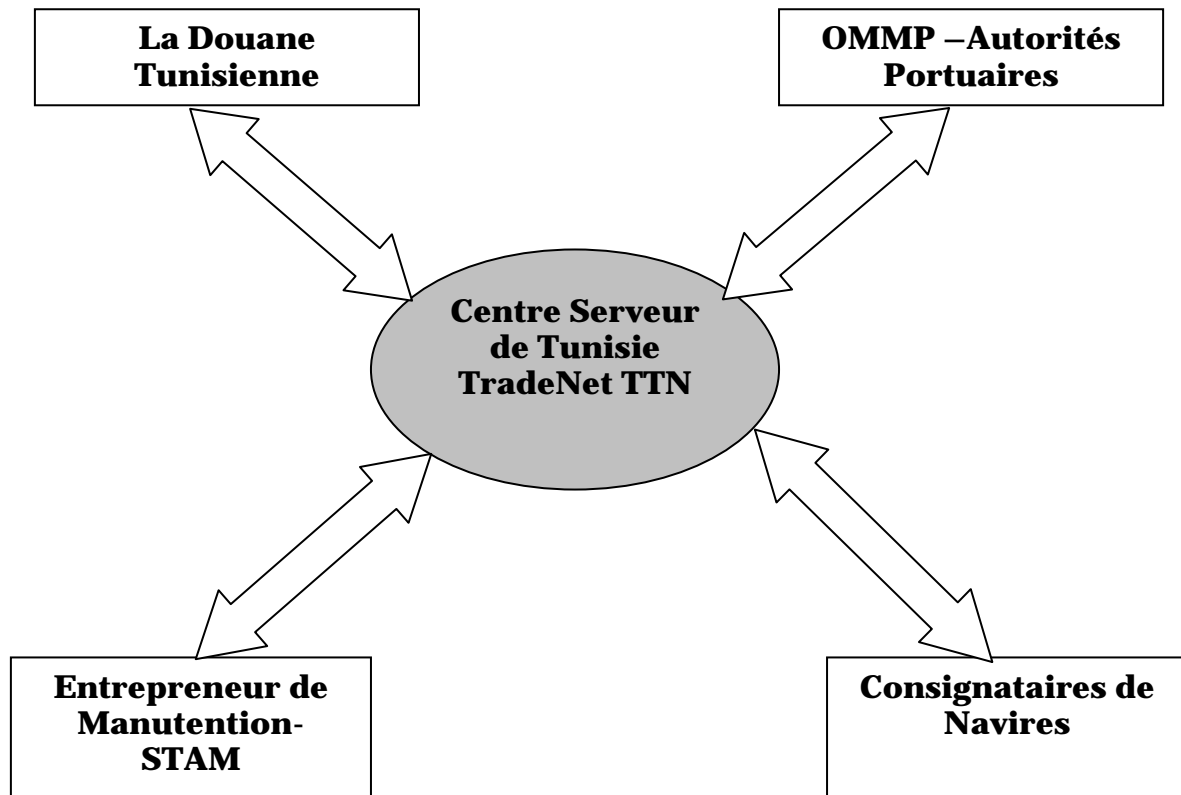 La Douane
Tunisienne
OMMP –Autorités
Portuaires
Centre Serveur
de Tunisie
TradeNet TTN
Entrepreneur de
Manutention-
STAM
Consignataires de
Navires